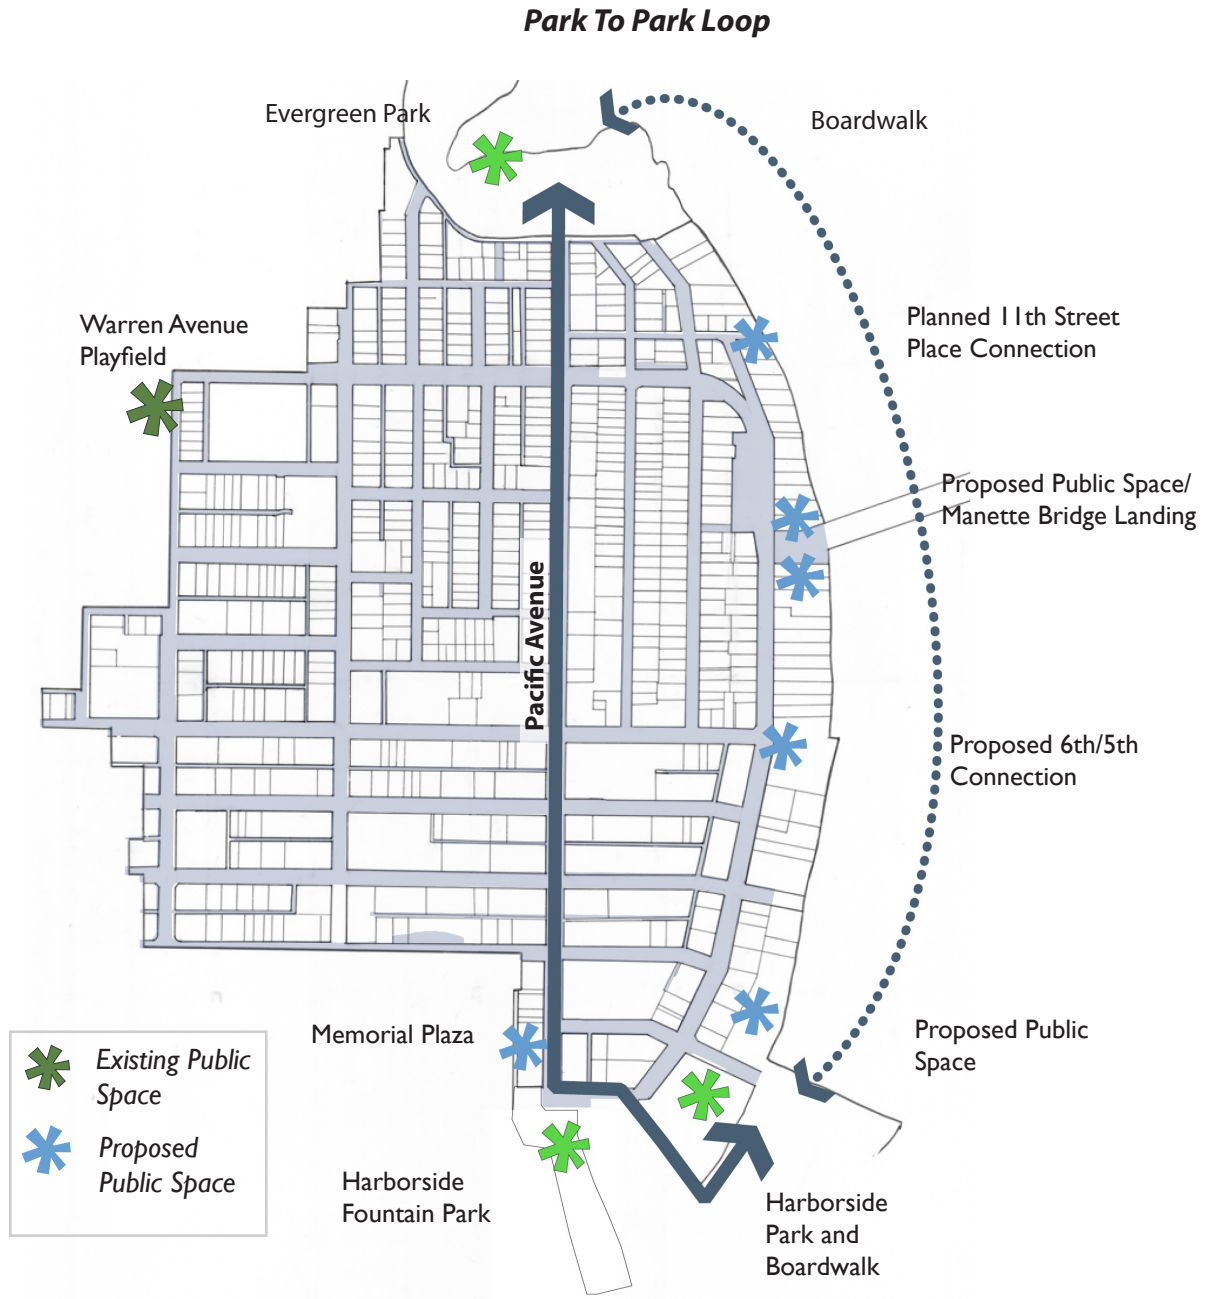 Park To Park Loop
Evergreen Park
Boardwalk
Warren Avenue
Playfield
Planned 11th Street
Place Connection
Proposed Public Space/
Manette Bridge Landing
Pacific Avenue
Proposed 6th/5th
Connection
Memorial Plaza
Proposed Public
Space
Existing Public
Space
Proposed
Public Space
Harborside
Fountain Park
Harborside
Park and
Boardwalk